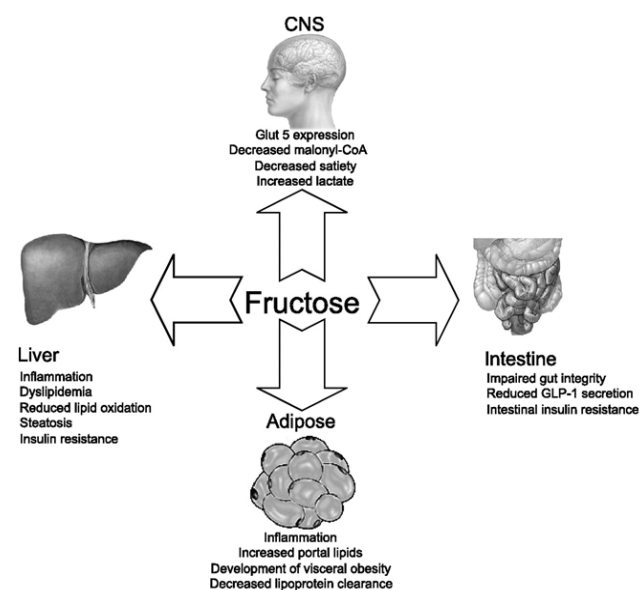 CNS
Glut 5 expression
Decreased malonyl-CoA
Decreased satiety
Increased lactate
Fructose
Liver
Inflammation
Dyslipidemia
Reduced lipid oxidation
Steatosis
Insulin resistance
Intestine
Impaired gut integrity
Reduced GLP-1 secretion
Intestinal insulin resistance
Adipose
Inflammation
Increased portal lipids
Development of visceral obesity
Decreased lipoprotein clearance